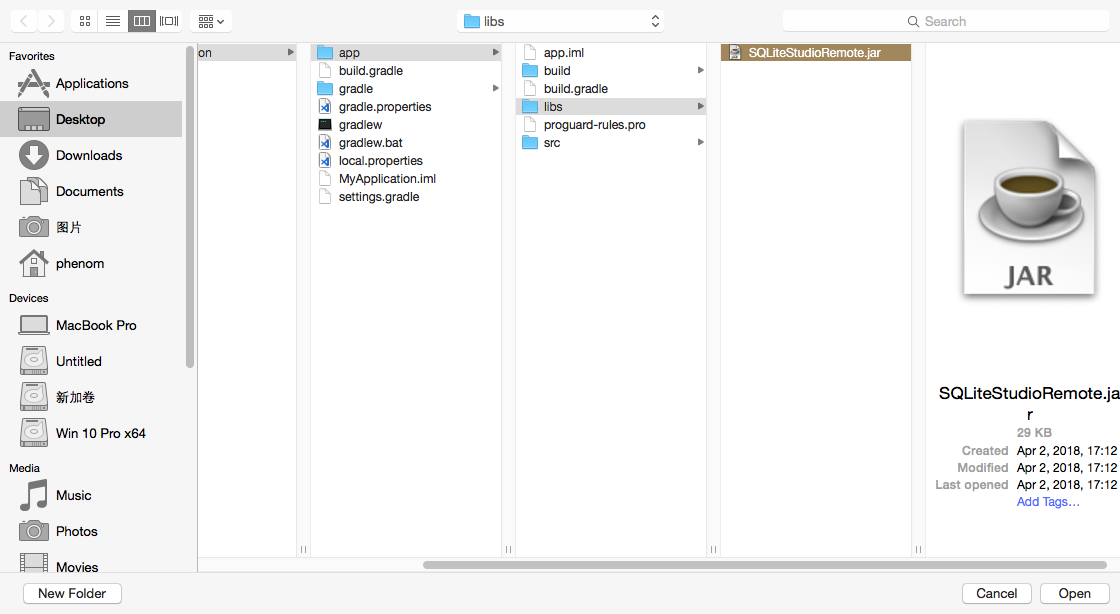 libs
Search
Favorites
Applications
Desktop
Downloads
Documents
图片
phenom
Devices
MacBook Pro
Untitled
新加卷
Win 10 Pro x64
Media
Music
Photos
Movies
on
app
build.gradle
gradle
gradle.properties
gradlew
gradlew.bat
local.properties
MyApplication.iml
settings.gradle
app.iml
build
build.gradle
libs
proguard-rules.pro
src
SQLiteStudioRemote.jar
JAR
SQLiteStudioRemote.ja
r
29 KB
Created Apr 2, 2018, 17:12
Modified Apr 2, 2018, 17:12
Last opened Apr 2, 2018, 17:12
Add Tags…
New Folder
Cancel
Open